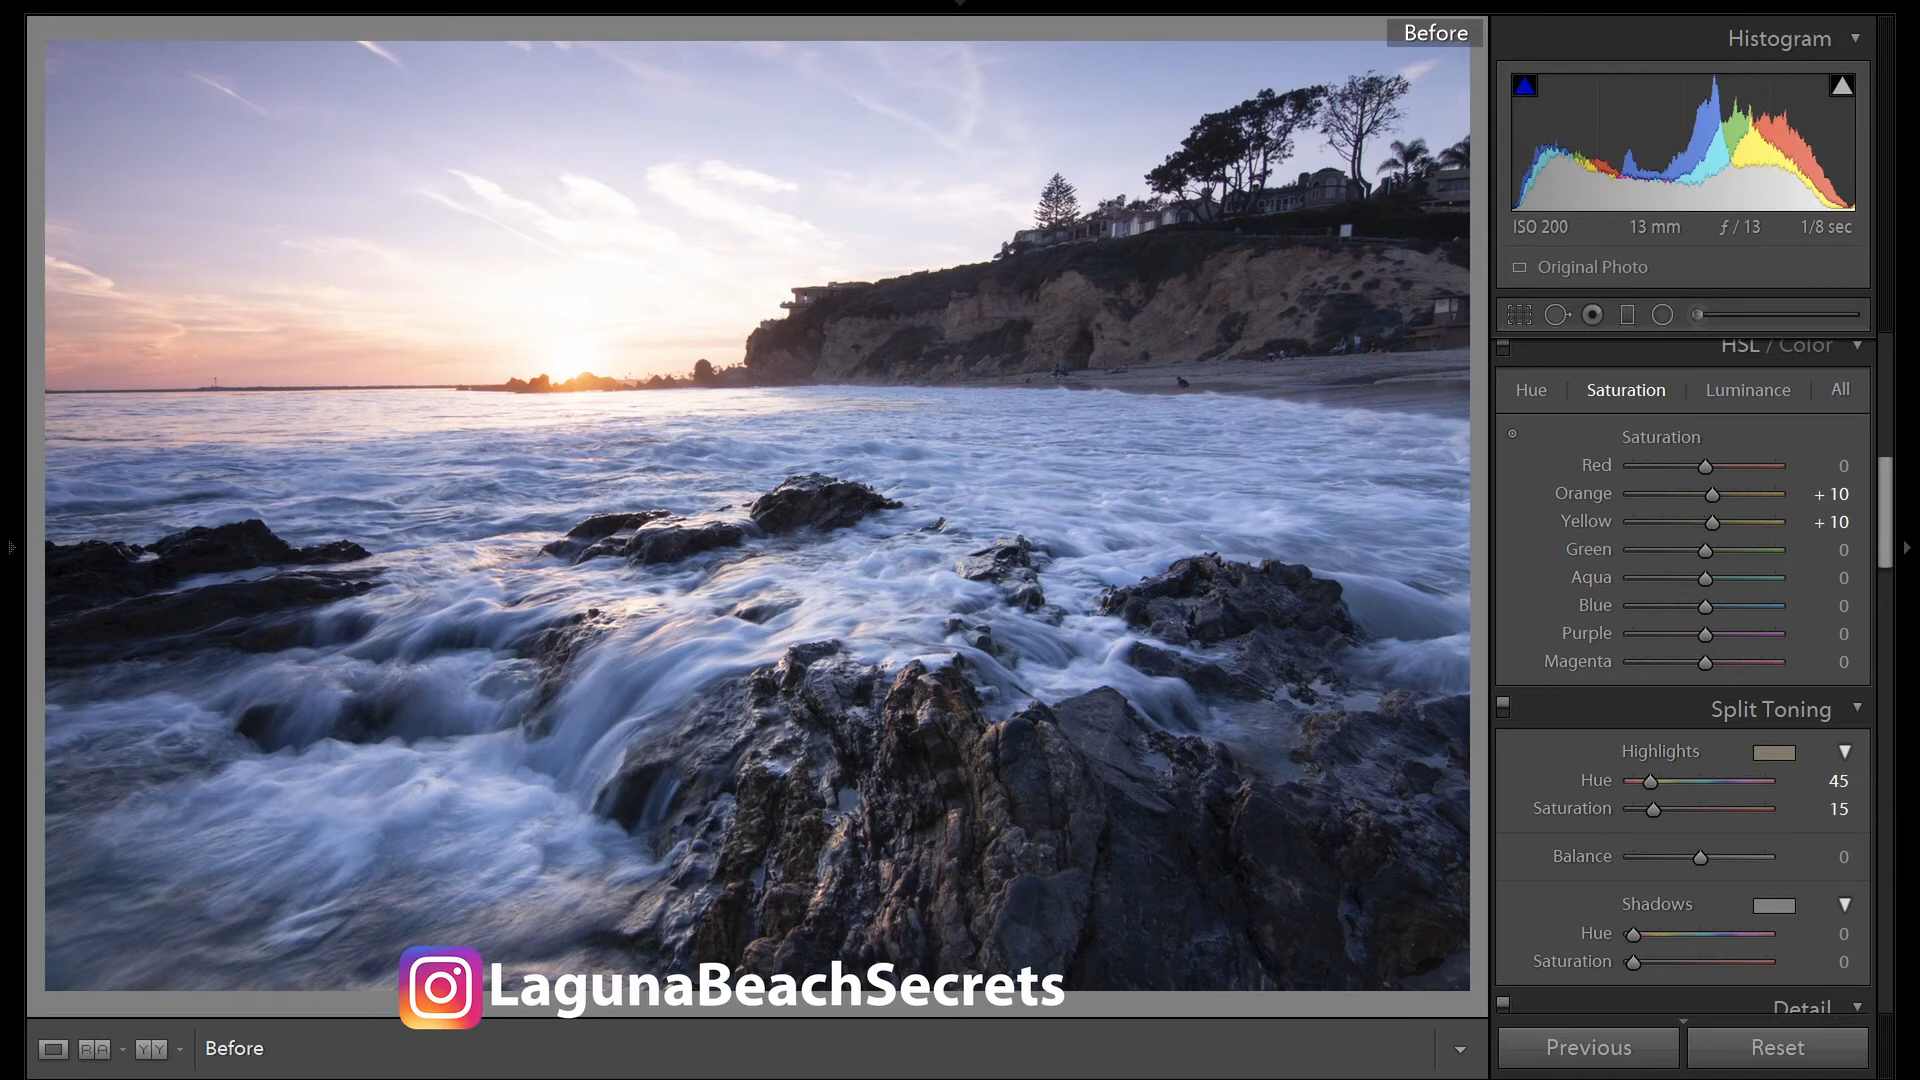 Before
Histogram
ISO 200 13 mm ƒ / 13 1/8 sec
Original Photo
HSL / Color
Hue Saturation Luminance All
Saturation
Red 0
Orange + 10
Yellow + 10
Green 0
Aqua 0
Blue 0
Purple 0
Magenta 0
Split Toning
Highlights
Hue 45
Saturation 15
Balance 0
Shadows
Hue 0
Saturation 0
Detail
LagunaBeachSecrets
RA YY Before
Previous Reset